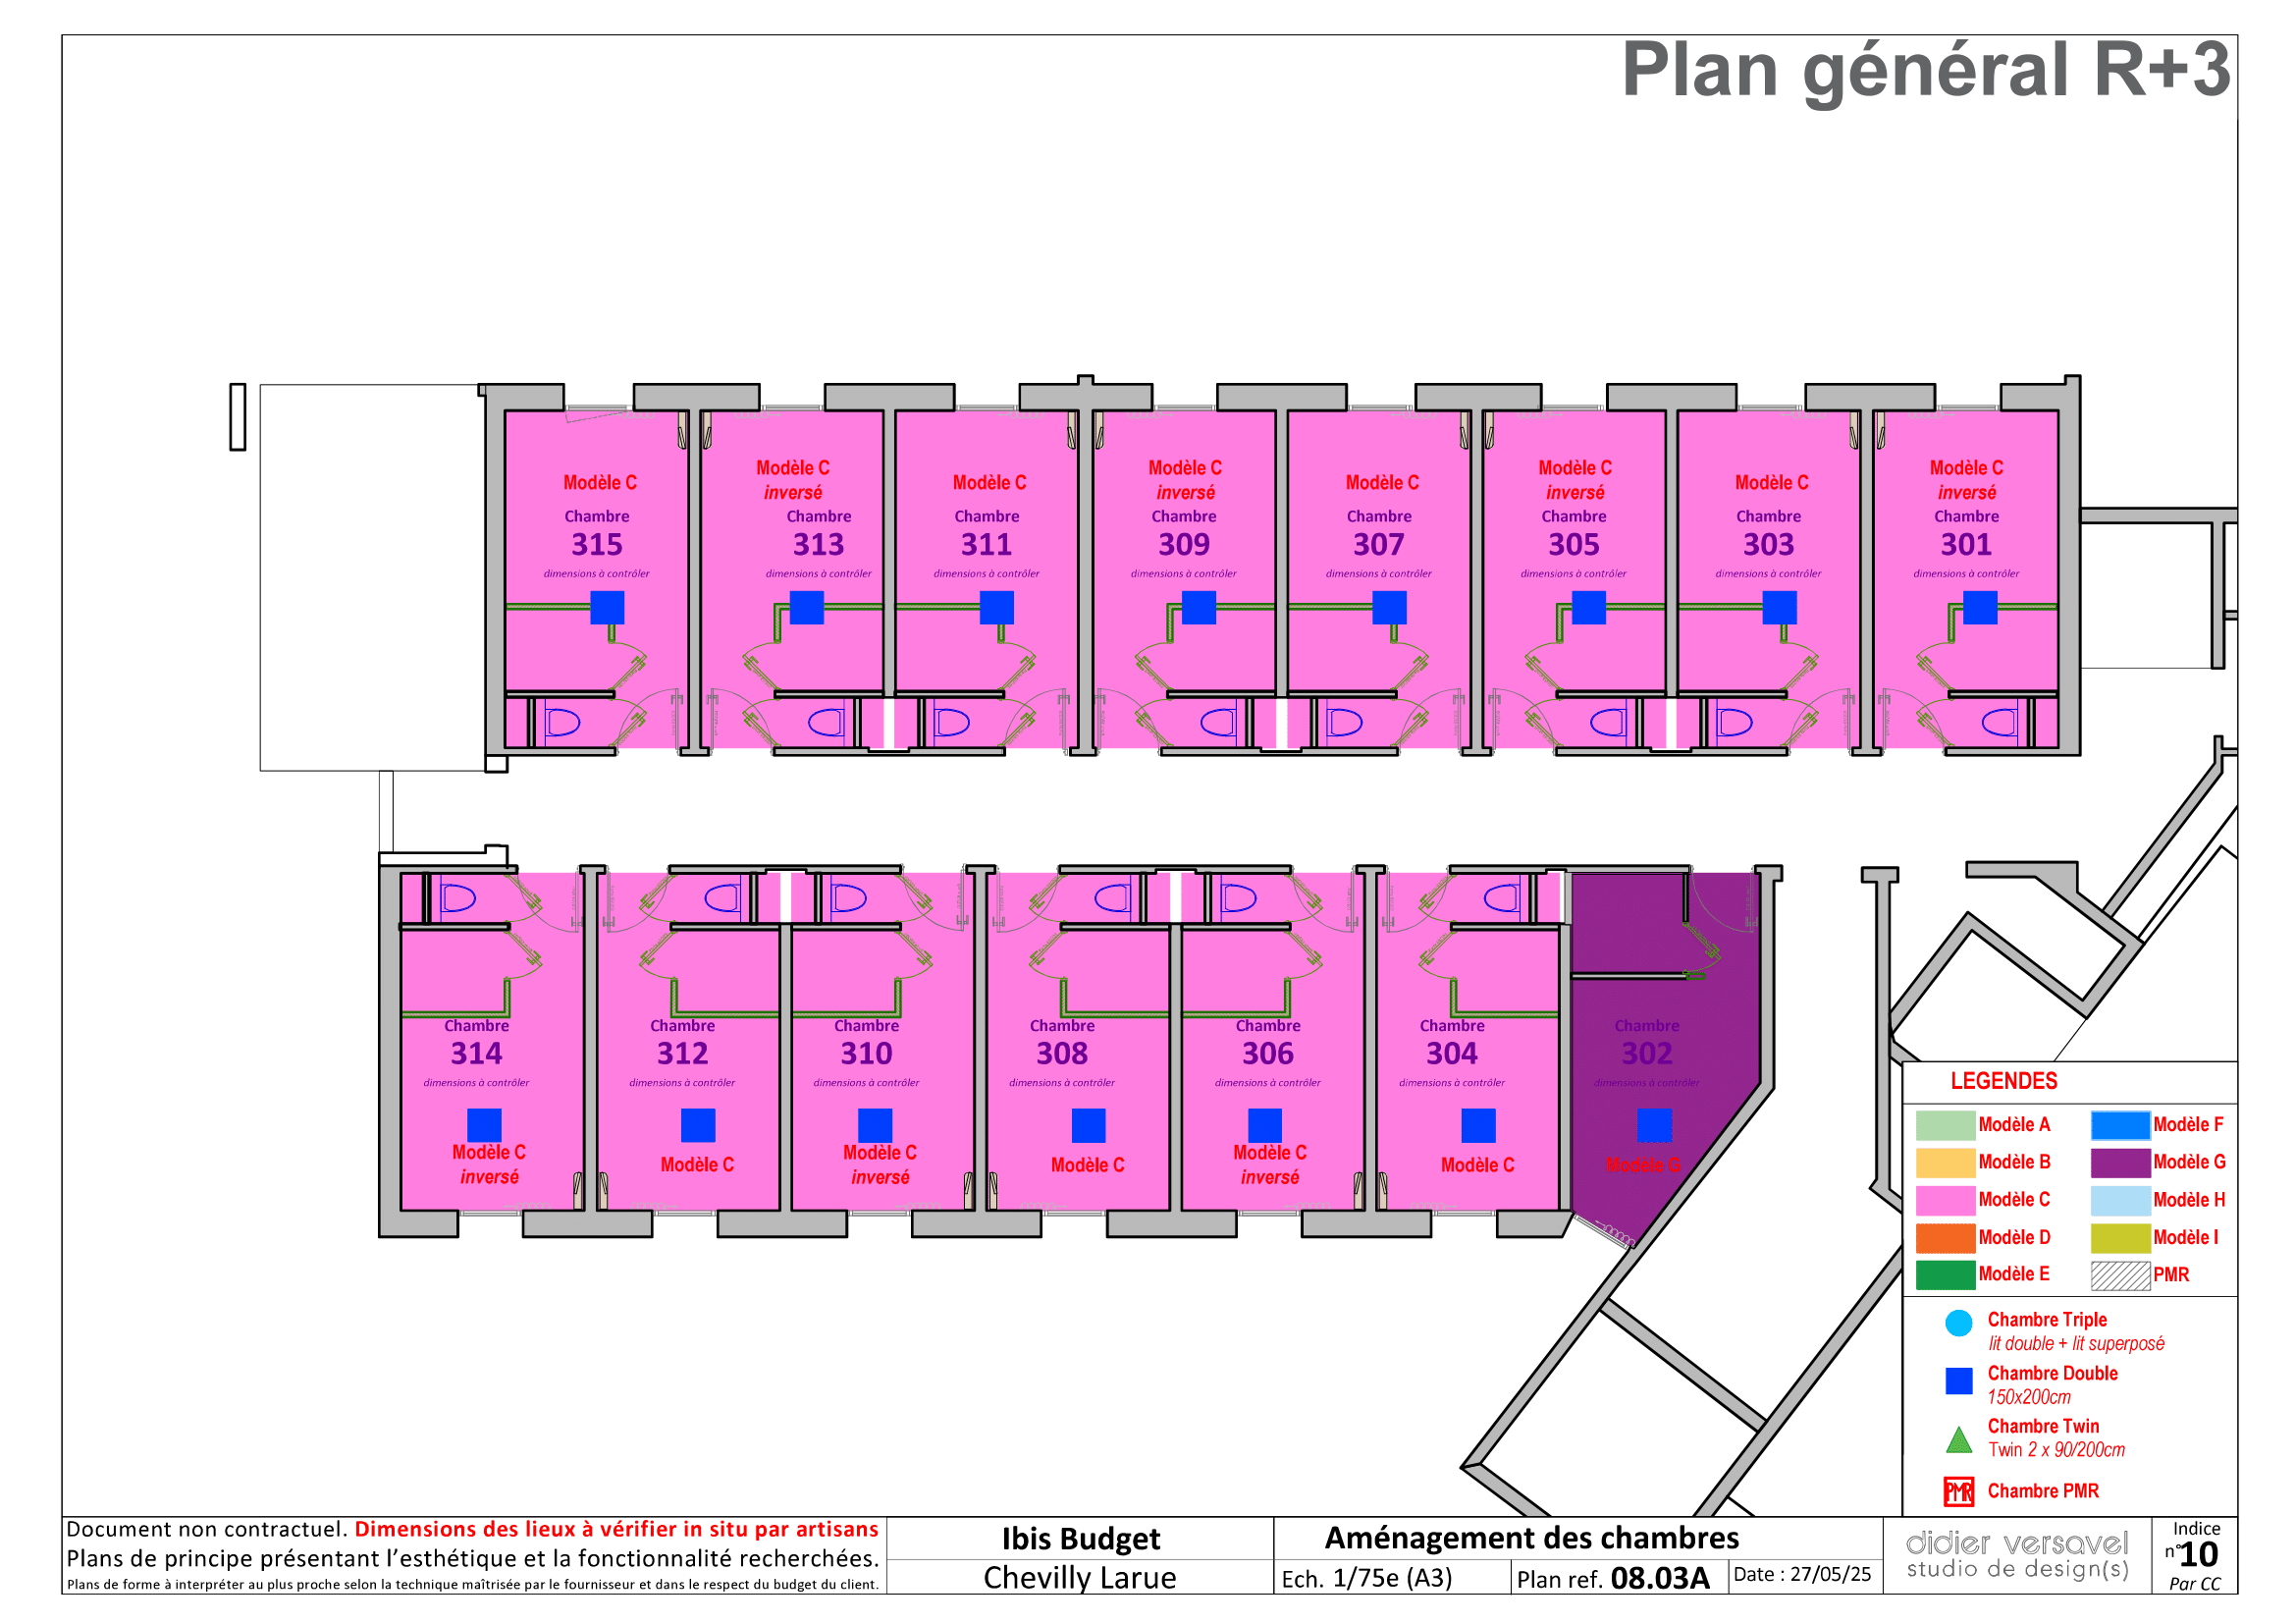 Plan général R+3
Modèle C
Chambre
315
dimensions à contrôler
Modèle C
inversé
Chambre
313
dimensions à contrôler
Modèle C
Chambre
311
dimensions à contrôler
Modèle C
inversé
Chambre
309
dimensions à contrôler
Modèle C
Chambre
307
dimensions à contrôler
Modèle C
inversé
Chambre
305
dimensions à contrôler
Modèle C
Chambre
303
dimensions à contrôler
Modèle C
inversé
Chambre
301
dimensions à contrôler
Chambre
314
dimensions à contrôler
Modèle C
inversé
Chambre
312
dimensions à contrôler
Modèle C
Chambre
310
dimensions à contrôler
Modèle C
inversé
Chambre
308
dimensions à contrôler
Modèle C
Chambre
306
dimensions à contrôler
Modèle C
inversé
Chambre
304
dimensions à contrôler
Modèle C
Chambre
302
dimensions à contrôler
Modèle G
LEGENDES
Modèle A
Modèle B
Modèle C
Modèle D
Modèle E
Modèle F
Modèle G
Modèle H
Modèle I
PMR
Chambre Triple
lit double + lit superposé
Chambre Double
150x200cm
Chambre Twin
Twin 2 x 90/200cm
PMR Chambre PMR
Document non contractuel. Dimensions des lieux à vérifier in situ par artisans
Plans de principe présentant l'esthétique et la fonctionnalité recherchées.
Plans de forme à interpréter au plus proche selon la technique maîtrisée par le fournisseur et dans le respect du budget du client.
Ibis Budget
Chevilly Larue
Aménagement des chambres
Ech. 1/75e (A3)
Plan ref. 08.03A
Date : 27/05/25
didier versavel
studio de design(s)
Indice
n°10
Par CC